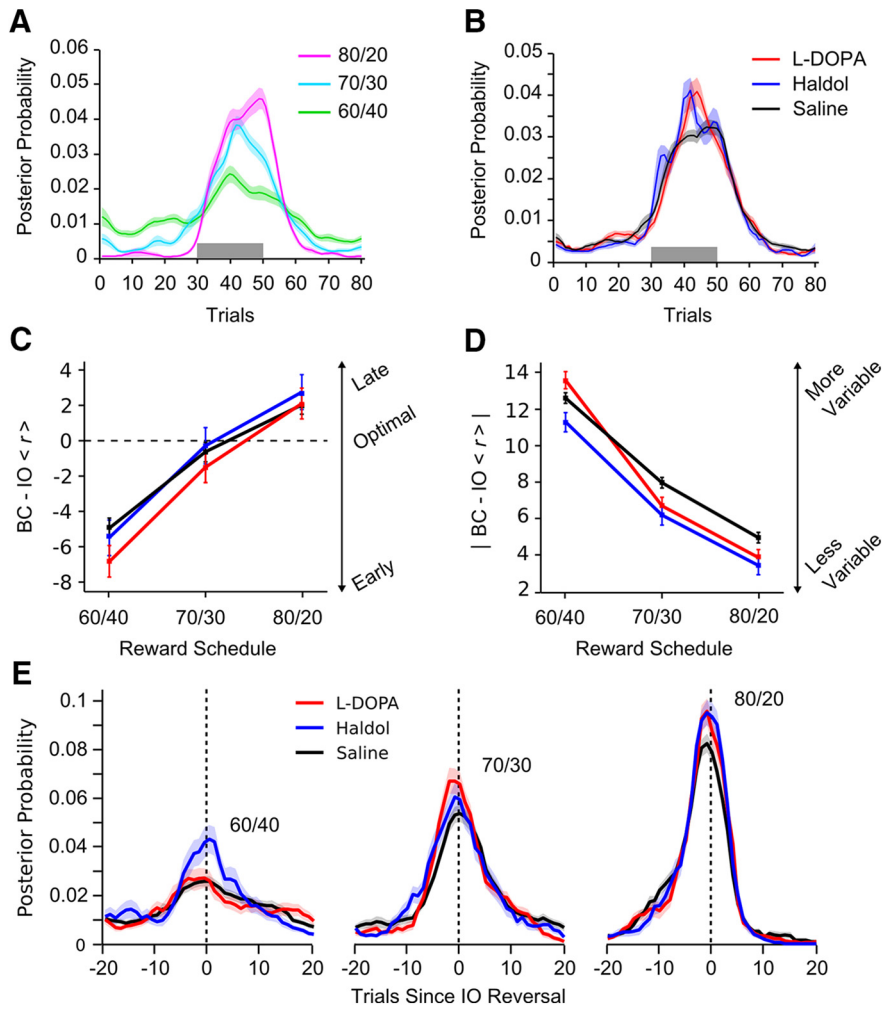 A
Posterior Probability
0.06
0.05
0.04
0.03
0.02
0.01
0
0 10 20 30 40 50 60 70 80
Trials
80/20
70/30
60/40
B
Posterior Probability
0.05
0.04
0.03
0.02
0.01
0
0 10 20 30 40 50 60 70 80
Trials
L-DOPA
Haldol
Saline
C
BC - IO < r >
4
2
0
-2
-4
-6
-8
60/40 70/30 80/20
Reward Schedule
Late
Optimal
Early
D
| BC - IO < r > |
14
12
10
8
6
4
2
60/40 70/30 80/20
Reward Schedule
More
Variable
Less
Variable
E
Posterior Probability
0.1
0.08
0.06
0.04
0.02
0
L-DOPA
Haldol
Saline
60/40
70/30
80/20
-20 -10 0 10 20
-20 -10 0 10 20
-20 -10 0 10 20
Trials Since IO Reversal